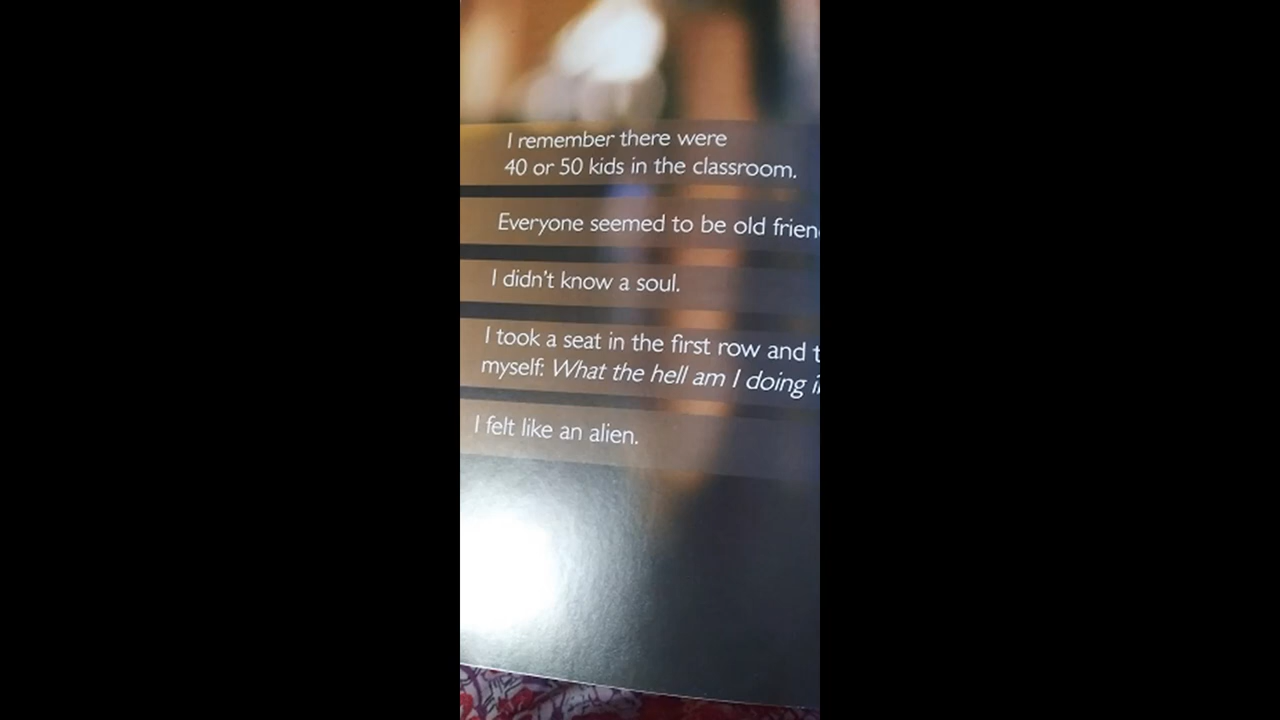 I remember there were
40 or 50 kids in the classroom.
Everyone seemed to be old
I didn't know a soul.
I took a seat in the first row and
myself: What the hell am I doing
I felt like an alien.